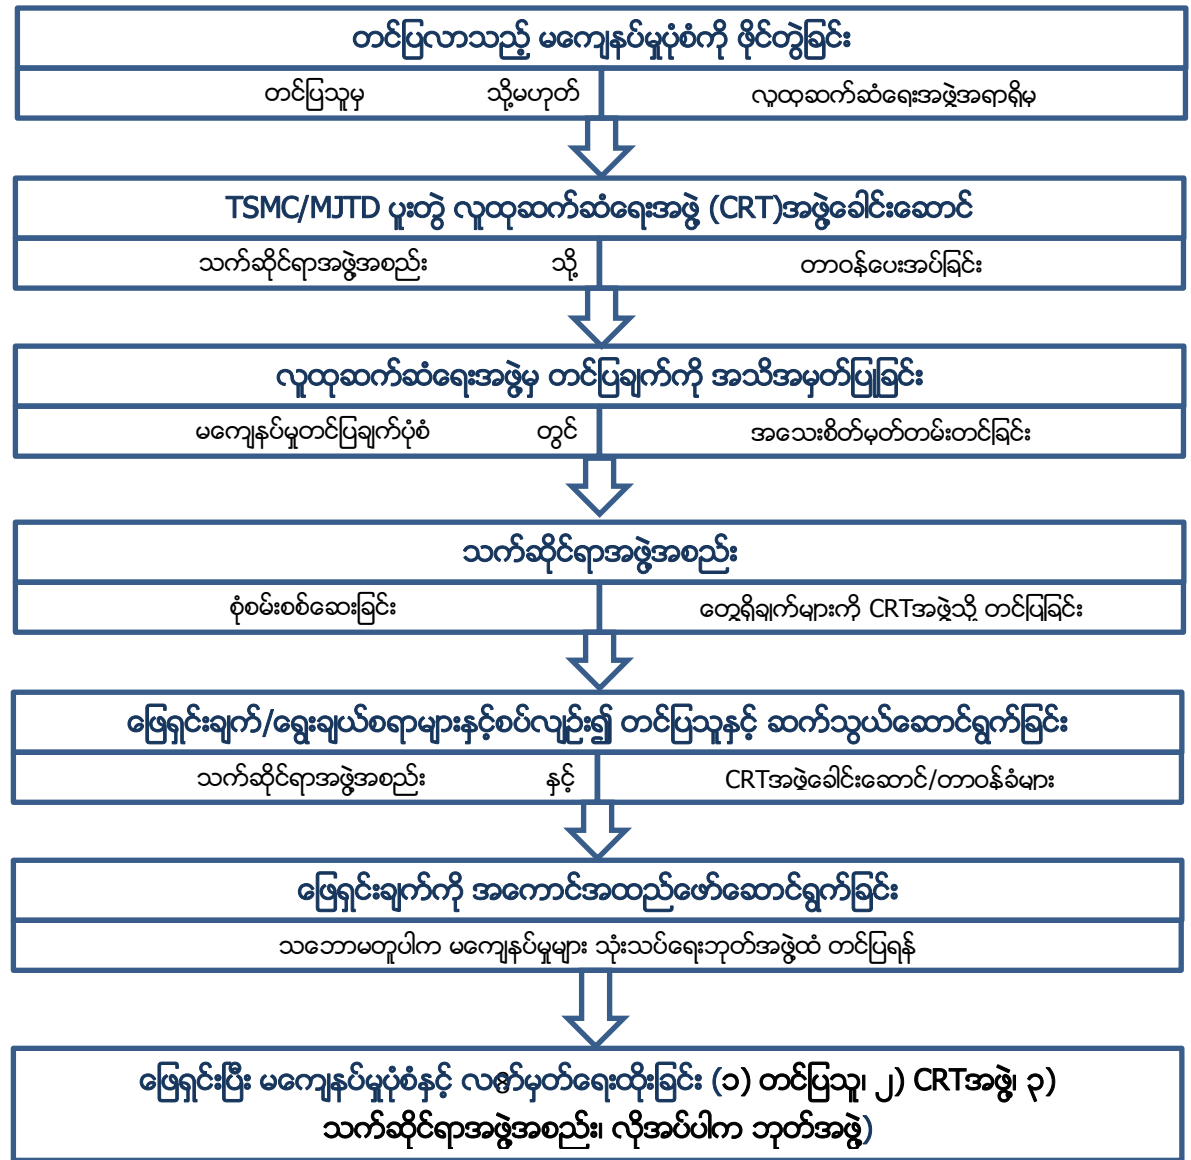 တင်ပြလာသည့် မကျေနပ်မှုပုံစံကို ဖိုင်တွဲခြင်း
တင်ပြသူမှ သို့မဟုတ် လူထုဆက်ဆံရေးအဖွဲ့အရာရှိမှ
TSMC/MJTD ပူးတွဲ လူထုဆက်ဆံရေးအဖွဲ့ (CRT)အဖွဲ့ခေါင်းဆောင်
သက်ဆိုင်ရာအဖွဲ့အစည်း သို့ တာဝန်ပေးအပ်ခြင်း
လူထုဆက်ဆံရေးအဖွဲ့မှ တင်ပြချက်ကို အသိအမှတ်ပြုခြင်း
မကျေနပ်မှုတင်ပြချက်ပုံစံ တွင် အသေးစိတ်မှတ်တမ်းတင်ခြင်း
သက်ဆိုင်ရာအဖွဲ့အစည်း
စုံစမ်းစစ်ဆေးခြင်း တွေ့ရှိချက်များကို CRTအဖွဲ့သို့ တင်ပြခြင်း
ဖြေရှင်းချက်/ရွေးချယ်စရာများနှင့်စပ်လျဉ်း၍ တင်ပြသူနှင့် ဆက်သွယ်ဆောင်ရွက်ခြင်း
သက်ဆိုင်ရာအဖွဲ့အစည်း နှင့် CRTအဖွဲ့ခေါင်းဆောင်/တာဝန်ခံများ
ဖြေရှင်းချက်ကို အကောင်အထည်ဖော်ဆောင်ရွက်ခြင်း
သဘောမတူပါက မကျေနပ်မှုများ သုံးသပ်ရေးဘုတ်အဖွဲ့ထံ တင်ပြရန်
ဖြေရှင်းပြီး မကျေနပ်မှုပုံစံနှင့် လက်မှတ်ရေးထိုးခြင်း (၁) တင်ပြသူ၊ ၂) CRTအဖွဲ့၊ ၃)
သက်ဆိုင်ရာအဖွဲ့အစည်း၊ လိုအပ်ပါက ဘုတ်အဖွဲ့)